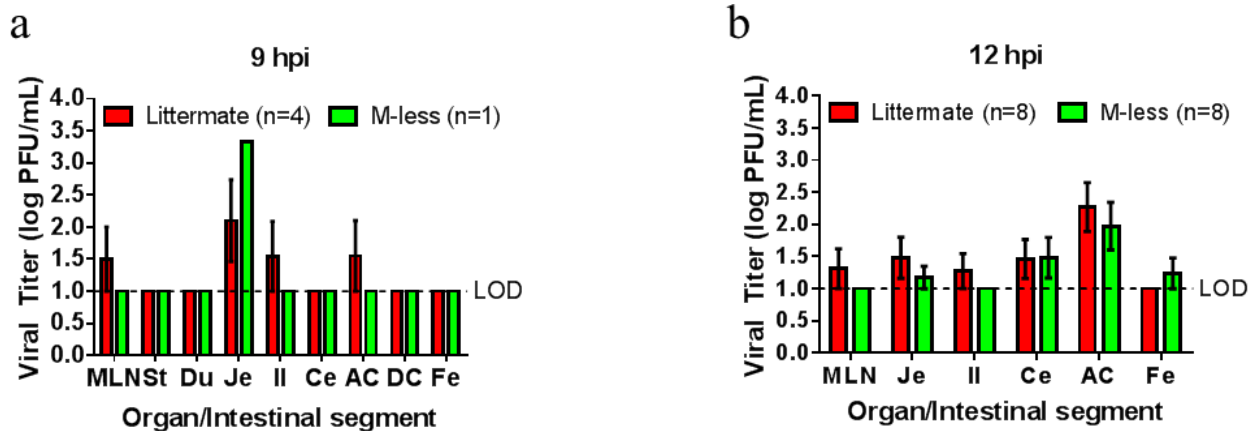 a
9 hpi
Littermate (n=4) M-less (n=1)
Viral Titer (log PFU/mL)
4.0
3.5
3.0
2.5
2.0
1.5
1.0
0.5
0.0
LOD
MLN St Du Je Il Ce AC DC Fe
Organ/Intestinal segment
b
12 hpi
Littermate (n=8) M-less (n=8)
Viral Titer (log PFU/mL)
4.0
3.5
3.0
2.5
2.0
1.5
1.0
0.5
0.0
LOD
MLN Je Il Ce AC Fe
Organ/Intestinal segment